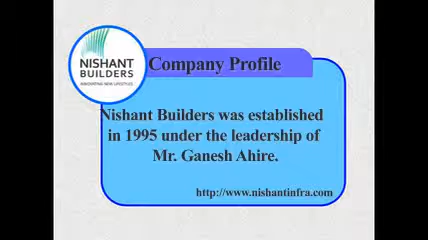 NISHANT
BUILDERS
INNOVATING NEW LIFESTYLES
Company Profile
Nishant Builders was established
in 1995 under the leadership of
Mr. Ganesh Ahire.
http://www.nishantinfra.com